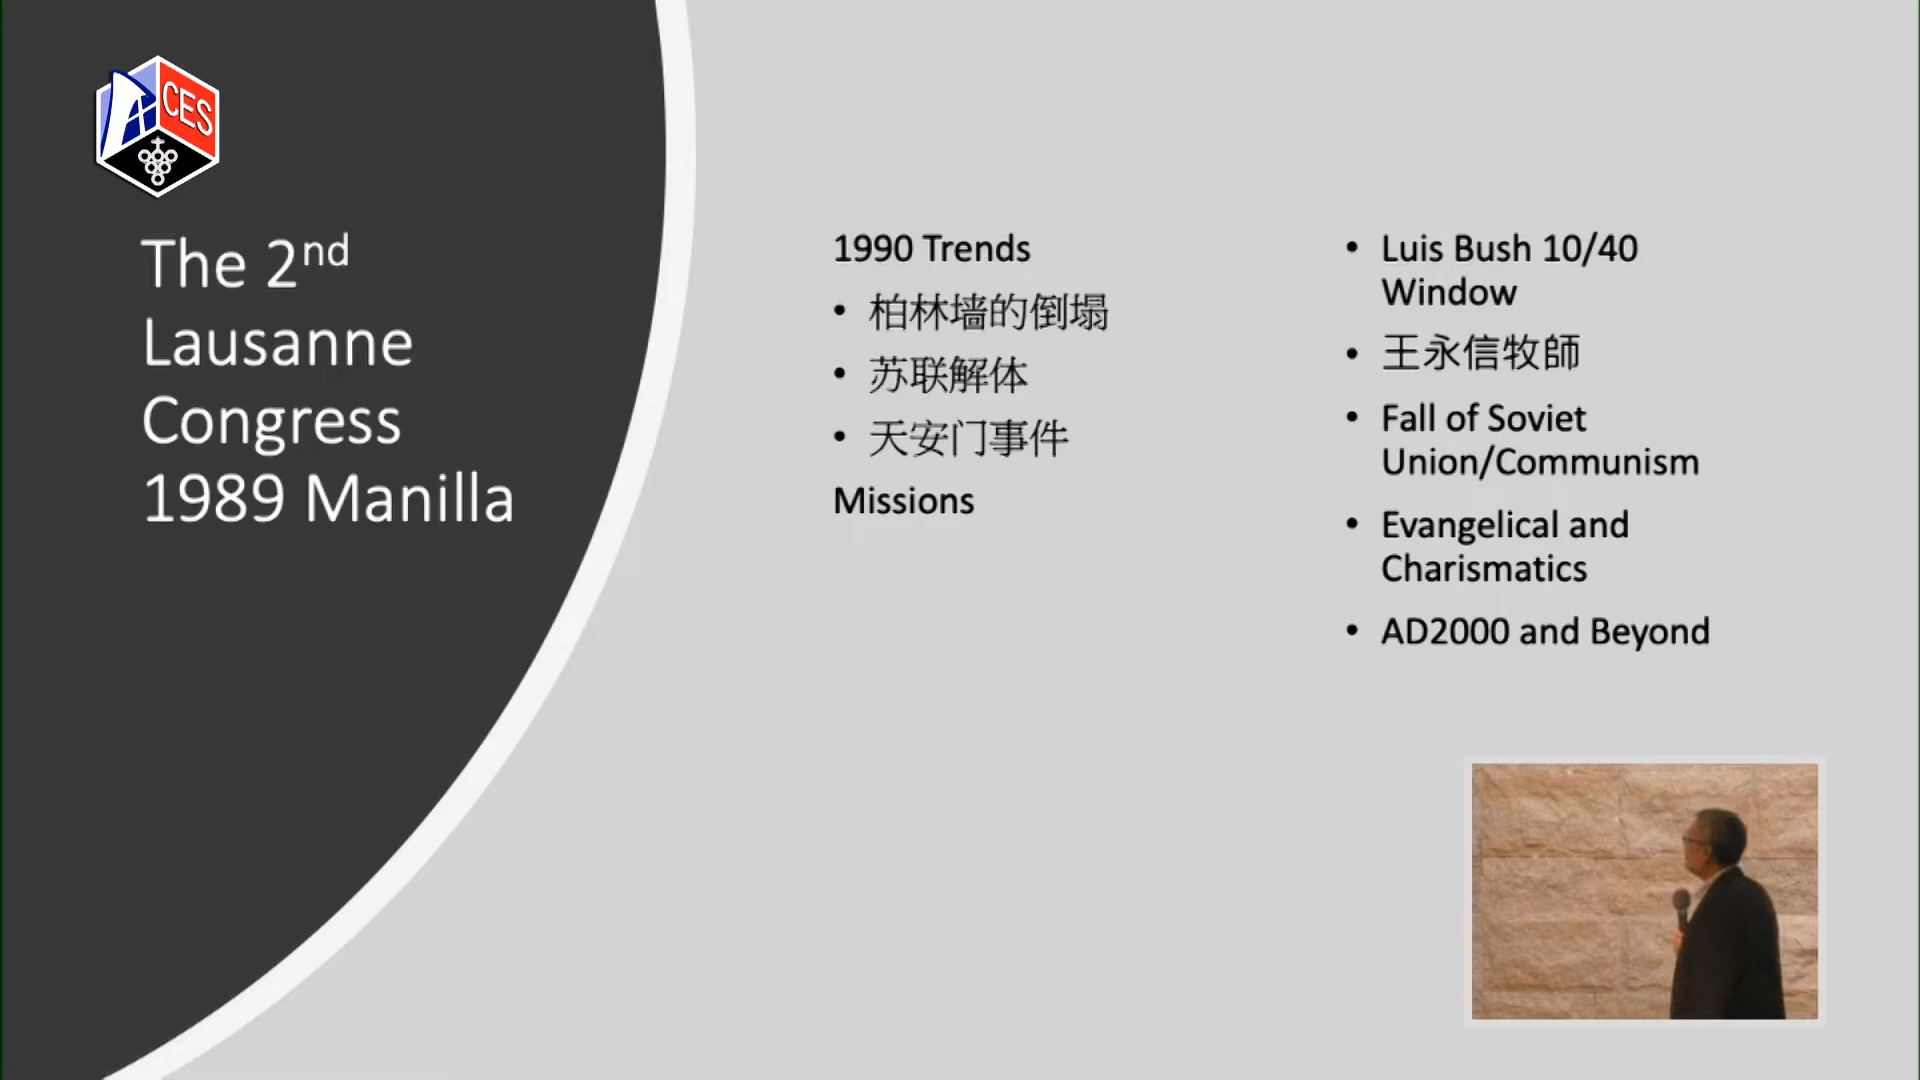 CES
The 2nd
Lausanne
Congress
1989 Manilla
1990 Trends
• 柏林墙的倒塌
• 苏联解体
• 天安门事件
Missions
• Luis Bush 10/40
Window
• 王永信牧師
• Fall of Soviet
Union/Communism
• Evangelical and
Charismatics
• AD2000 and Beyond